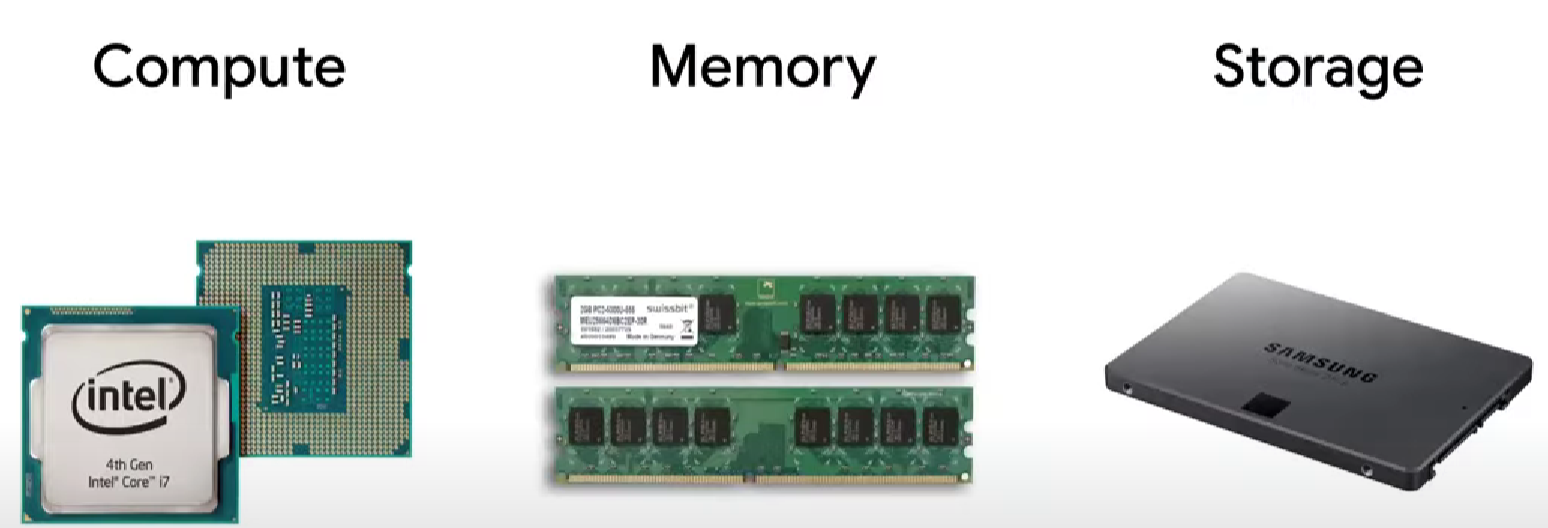 Compute
Memory
Storage
intel®
4th Gen
Intel® Core™ i7
swissbit®
Made in Germany
SAMSUNG